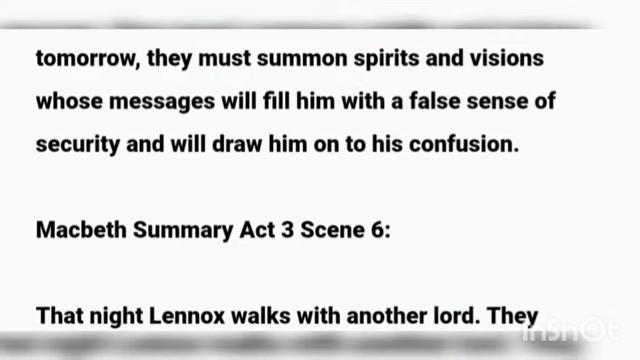 tomorrow, they must summon spirits and visions
whose messages will fill him with a false sense of
security and will draw him on to his confusion.
Macbeth Summary Act 3 Scene 6:
That night Lennox walks with another lord. They
InShOt